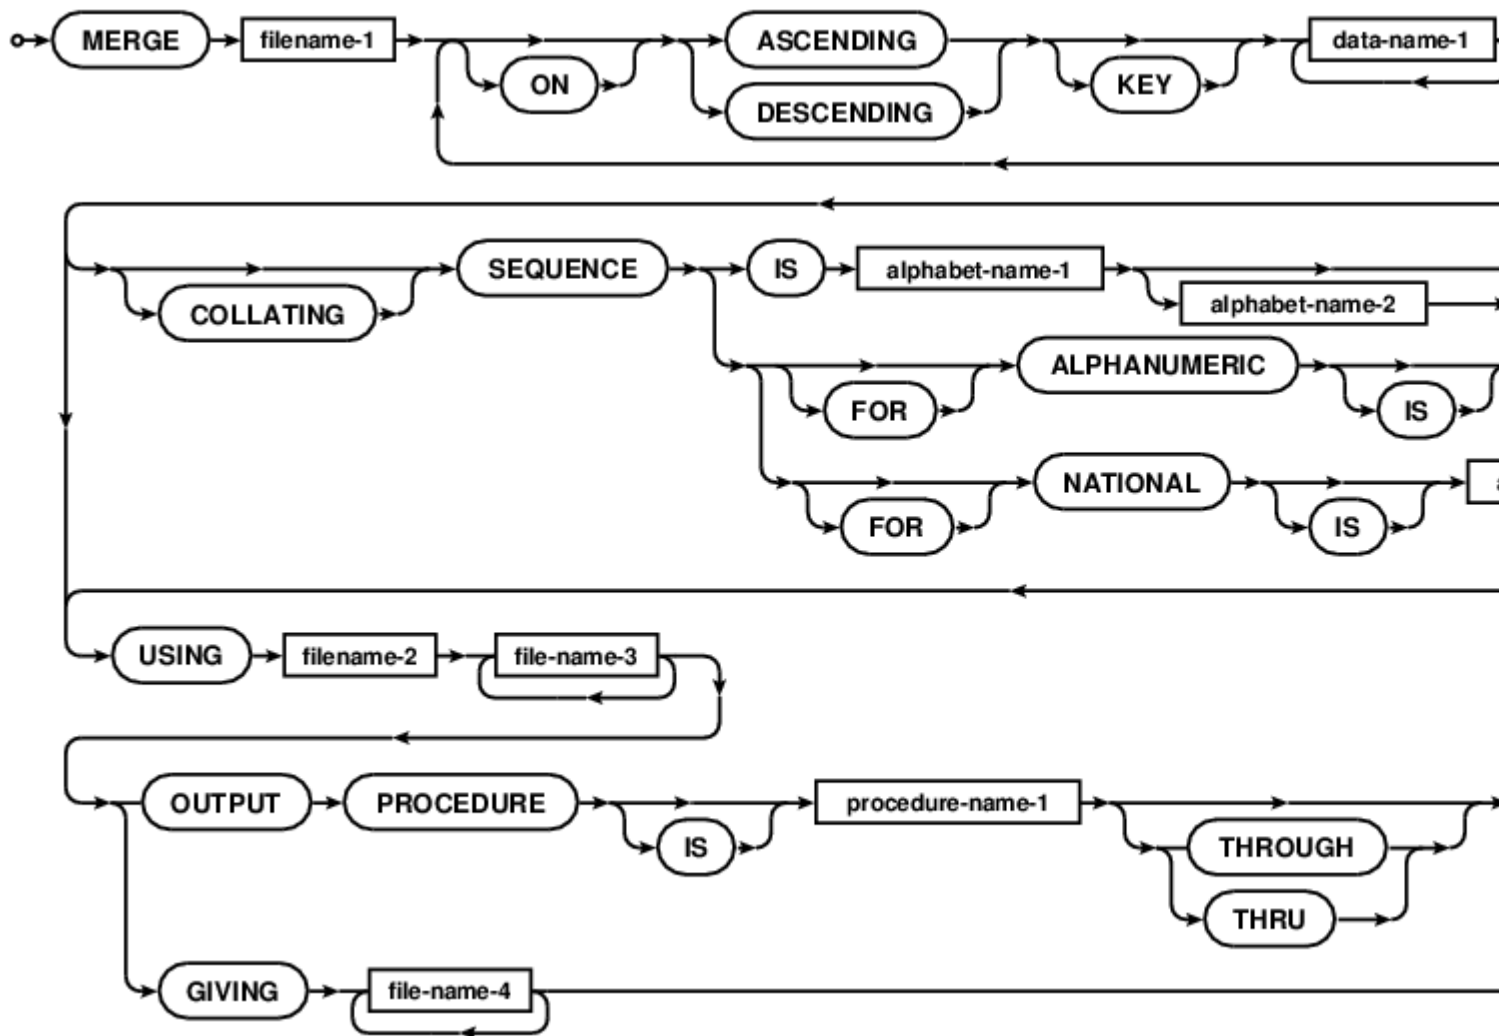 MERGE filename-1 ASCENDING data-name-1
ON KEY
DESCENDING
SEQUENCE IS alphabet-name-1
COLLATING alphabet-name-2
ALPHANUMERIC
FOR IS
NATIONAL
FOR IS
USING filename-2 file-name-3
OUTPUT PROCEDURE procedure-name-1
IS THROUGH
THRU
GIVING file-name-4